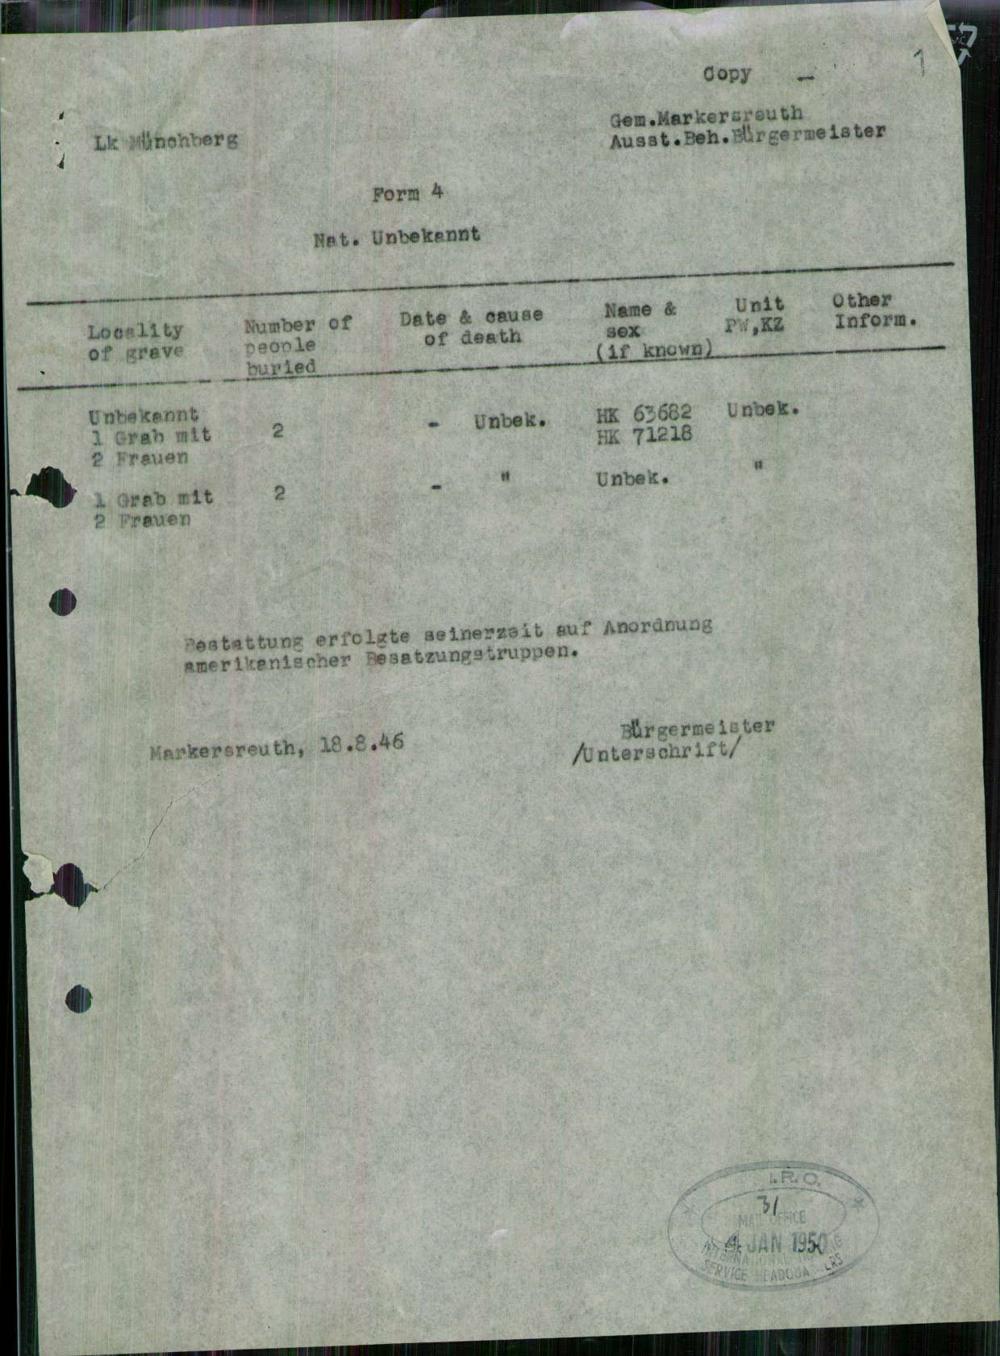 1
Copy —
Lk Münchberg
Gem.Markersreuth
Ausst.Beh.Bürgermeister
Form 4
Nat. Unbekannt
Locality of grave | Number of people buried | Date & cause of death | Name & sex (if known) | Unit PW,KZ | Other Inform.
Unbekannt
1 Grab mit 2 Frauen | 2 | - Unbek. | HK 63682 HK 71218 | Unbek.
1 Grab mit 2 Frauen | 2 | - " | Unbek. | "
Bestattung erfolgte seinerzeit auf Anordnung
amerikanischer Besatzungstruppen.
Markersreuth, 18.8.46
Bürgermeister
/Unterschrift/
I.R.O.
31
4 JAN 1950
SERVICE